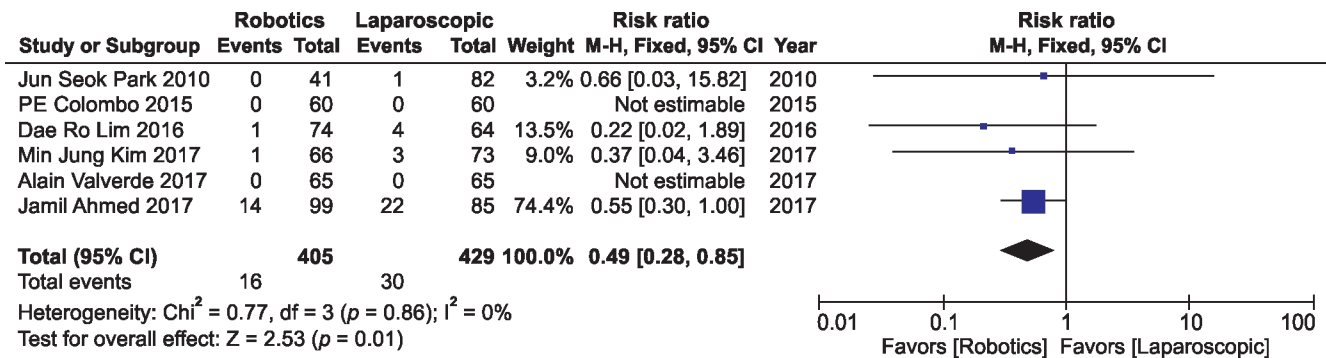 Robotics Laparoscopic Risk ratio Risk ratio
Study or Subgroup Events Total Events Total Weight M-H, Fixed, 95% CI Year M-H, Fixed, 95% CI
Jun Seok Park 2010 0 41 1 82 3.2% 0.66 [0.03, 15.82] 2010
PE Colombo 2015 0 60 0 60 Not estimable 2015
Dae Ro Lim 2016 1 74 4 64 13.5% 0.22 [0.02, 1.89] 2016
Min Jung Kim 2017 1 66 3 73 9.0% 0.37 [0.04, 3.46] 2017
Alain Valverde 2017 0 65 0 65 Not estimable 2017
Jamil Ahmed 2017 14 99 22 85 74.4% 0.55 [0.30, 1.00] 2017
Total (95% CI) 405 429 100.0% 0.49 [0.28, 0.85]
Total events 16 30
Heterogeneity: Chi² = 0.77, df = 3 (p = 0.86); I² = 0%
Test for overall effect: Z = 2.53 (p = 0.01)
0.01 0.1 1 10 100
Favors [Robotics] Favors [Laparoscopic]